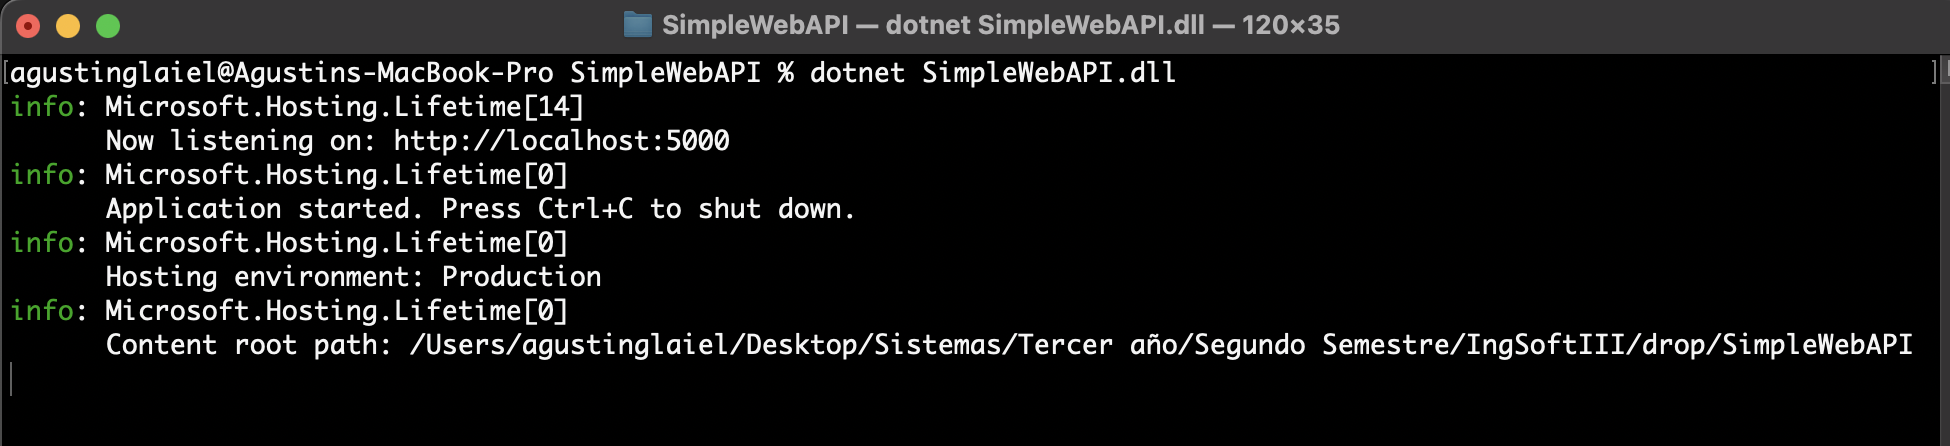 SimpleWebAPI — dotnet SimpleWebAPI.dll — 120×35
[agustinglaiel@Agustins-MacBook-Pro SimpleWebAPI % dotnet SimpleWebAPI.dll ]
info: Microsoft.Hosting.Lifetime[14]
Now listening on: http://localhost:5000
info: Microsoft.Hosting.Lifetime[0]
Application started. Press Ctrl+C to shut down.
info: Microsoft.Hosting.Lifetime[0]
Hosting environment: Production
info: Microsoft.Hosting.Lifetime[0]
Content root path: /Users/agustinglaiel/Desktop/Sistemas/Tercer año/Segundo Semestre/IngSoftIII/drop/SimpleWebAPI